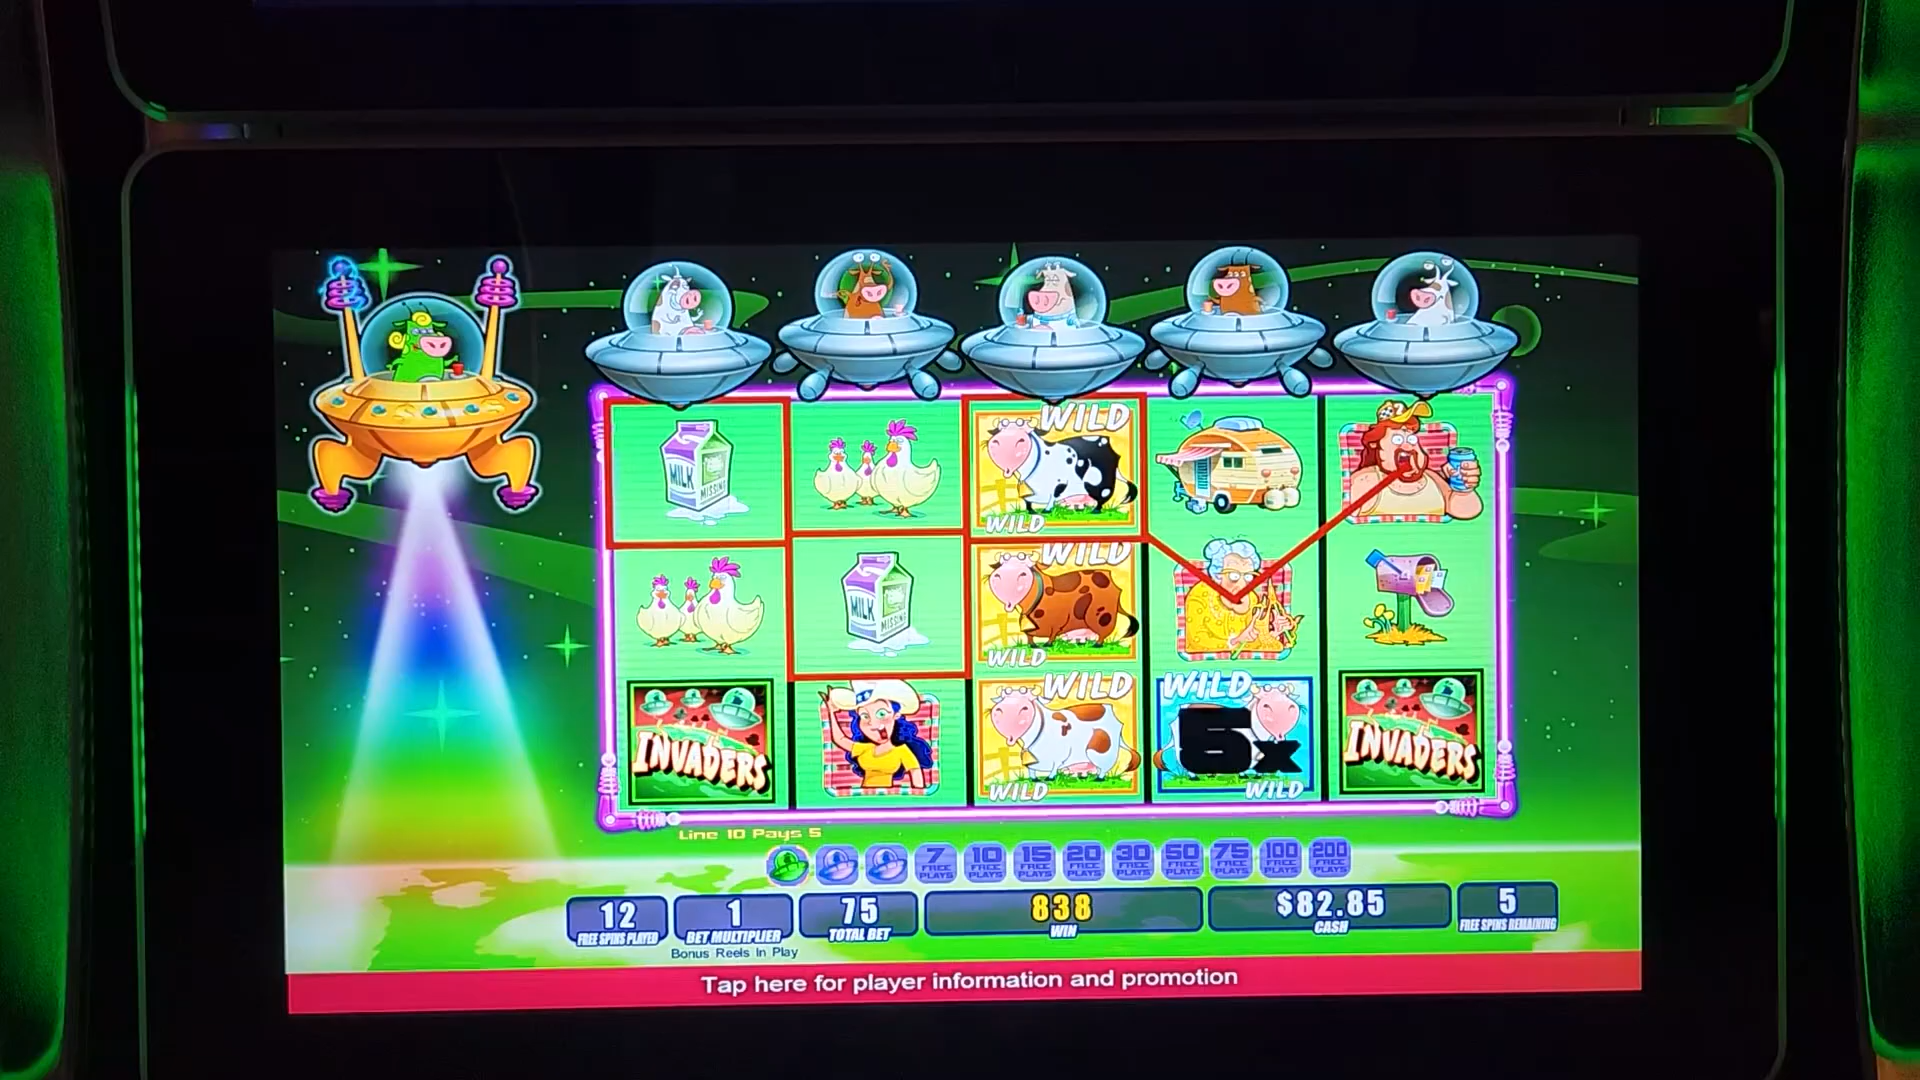 WILD
WILD
MILK
MISSING
WILD
WILD
MILK
MISSING
WILD
WILD
5x
WILD
WILD
INVADERS
INVADERS
Line 10 Pays 5
7 FREE PLAYS
10 FREE PLAYS
15 FREE PLAYS
20 FREE PLAYS
30 FREE PLAYS
50 FREE PLAYS
75 FREE PLAYS
100 FREE PLAYS
200 FREE PLAYS
12
FREE SPINS PLAYED
1
BET MULTIPLIER
75
TOTAL BET
838
WIN
$82.85
CASH
5
FREE SPINS REMAINING
Bonus Reels In Play
Tap here for player information and promotion